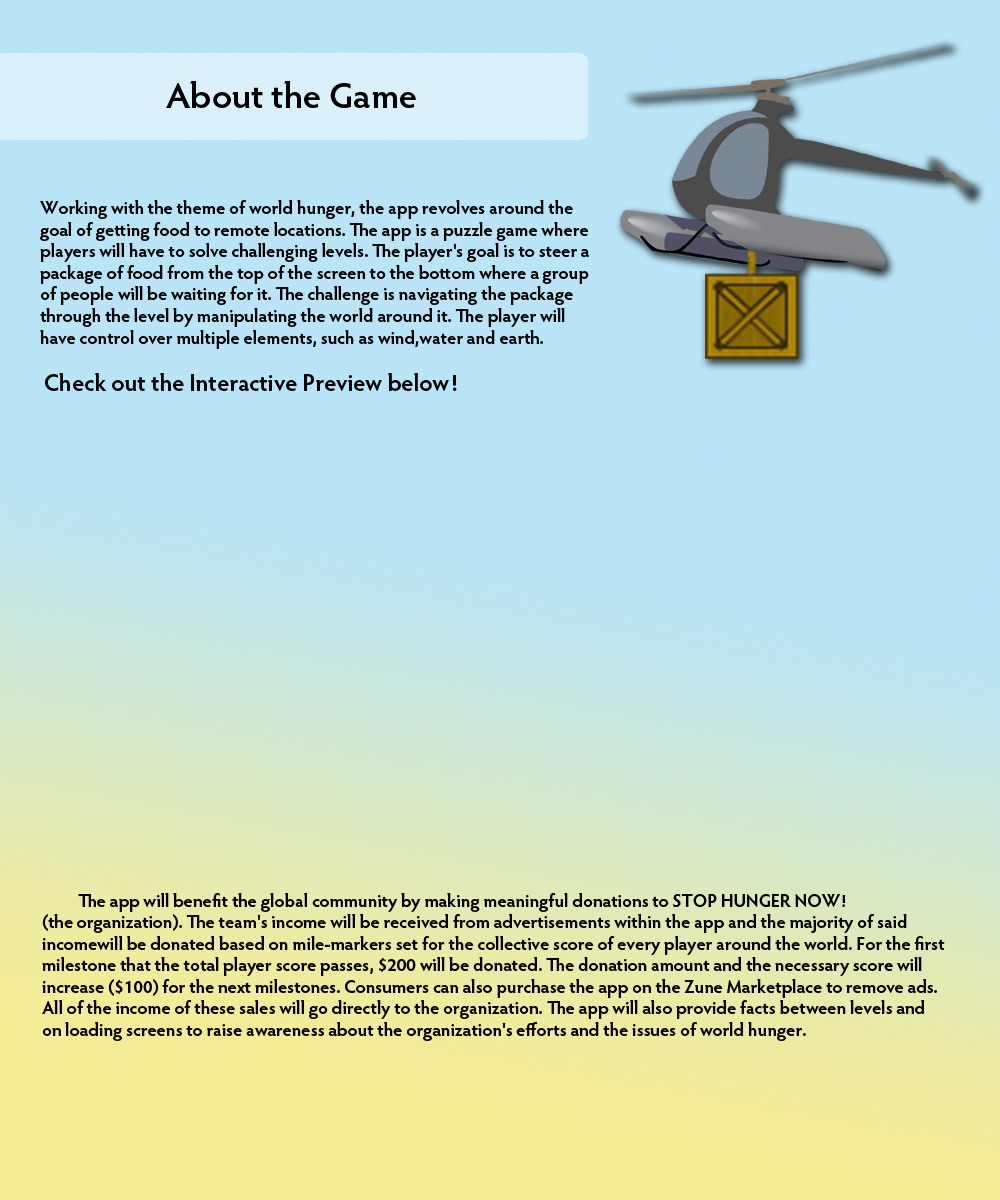 About the Game
Working with the theme of world hunger, the app revolves around the
goal of getting food to remote locations. The app is a puzzle game where
players will have to solve challenging levels. The player's goal is to steer a
package of food from the top of the screen to the bottom where a group
of people will be waiting for it. The challenge is navigating the package
through the level by manipulating the world around it. The player will
have control over multiple elements, such as wind,water and earth.
Check out the Interactive Preview below!
The app will benefit the global community by making meaningful donations to STOP HUNGER NOW!
(the organization). The team's income will be received from advertisements within the app and the majority of said
incomewill be donated based on mile-markers set for the collective score of every player around the world. For the first
milestone that the total player score passes, $200 will be donated. The donation amount and the necessary score will
increase ($100) for the next milestones. Consumers can also purchase the app on the Zune Marketplace to remove ads.
All of the income of these sales will go directly to the organization. The app will also provide facts between levels and
on loading screens to raise awareness about the organization's efforts and the issues of world hunger.